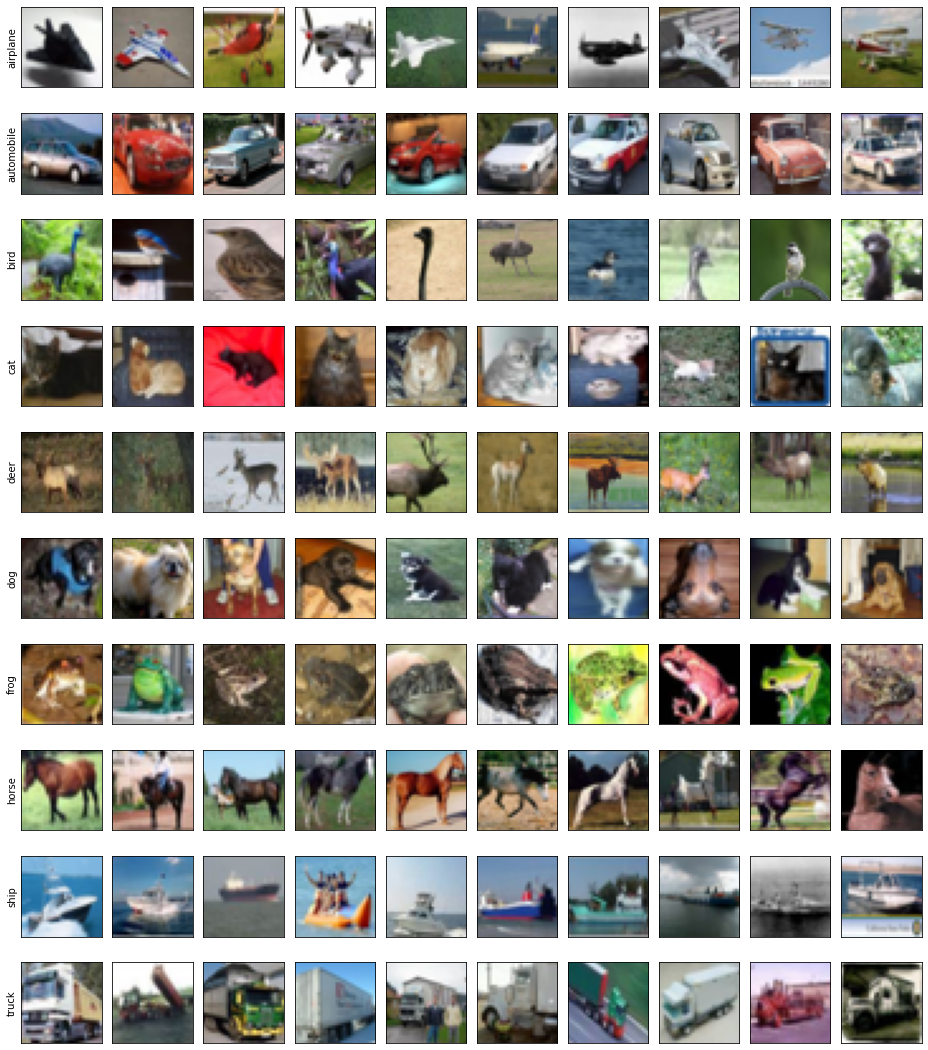 airplane
automobile
bird
cat
deer
dog
frog
horse
ship
truck